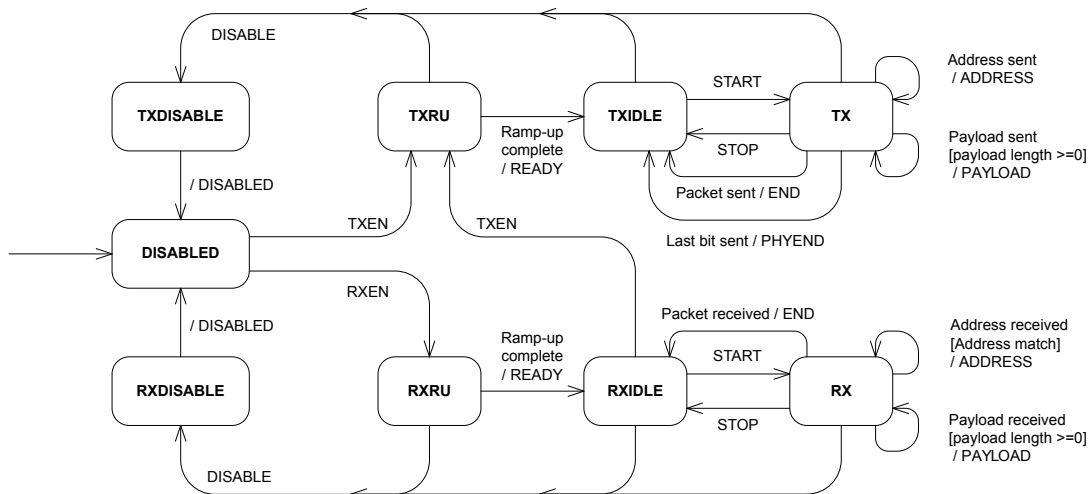 DISABLE
Address sent
/ ADDRESS
START
TXDISABLE
TXRU
TXIDLE
TX
Ramp-up
complete
/ READY
STOP
Payload sent
[payload length >=0]
/ PAYLOAD
/ DISABLED
Packet sent / END
TXEN
TXEN
Last bit sent / PHYEND
DISABLED
RXEN
Packet received / END
/ DISABLED
Ramp-up
complete
/ READY
START
Address received
[Address match]
/ ADDRESS
RXDISABLE
RXRU
RXIDLE
RX
STOP
Payload received
[payload length >=0]
/ PAYLOAD
DISABLE